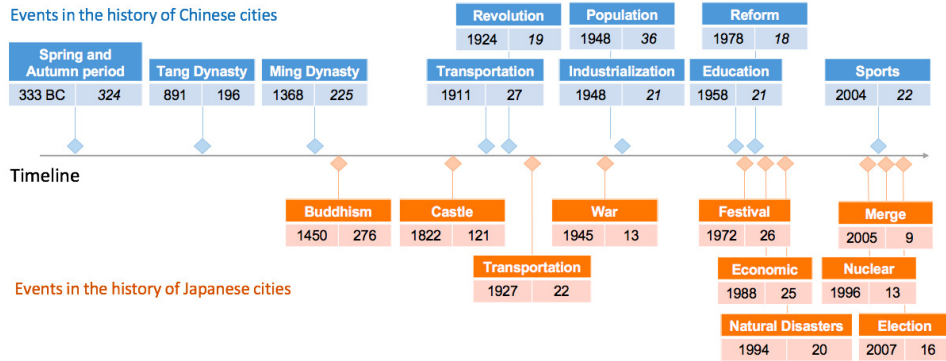 Events in the history of Chinese cities
Revolution
1924 19
Population
1948 36
Reform
1978 18
Spring and
Autumn period
333 BC 324
Tang Dynasty
891 196
Ming Dynasty
1368 225
Transportation
1911 27
Industrialization
1948 21
Education
1958 21
Sports
2004 22
Timeline
Buddhism
1450 276
Castle
1822 121
War
1945 13
Festival
1972 26
Merge
2005 9
Transportation
1927 22
Economic
1988 25
Nuclear
1996 13
Events in the history of Japanese cities
Natural Disasters
1994 20
Election
2007 16